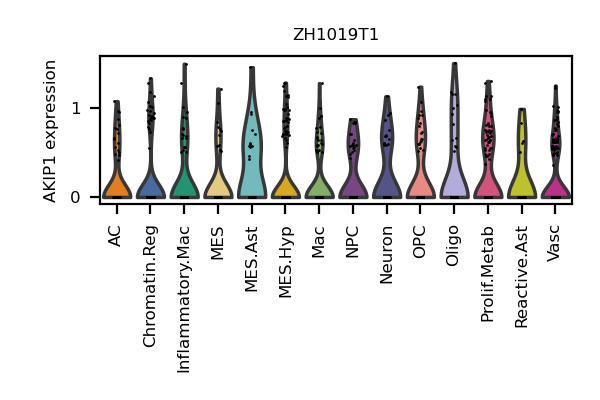 ZH1019T1
AKIP1 expression
1
0
AC
Chromatin.Reg
Inflammatory.Mac
MES
MES.Ast
MES.Hyp
Mac
NPC
Neuron
OPC
Oligo
Prolif.Metab
Reactive.Ast
Vasc